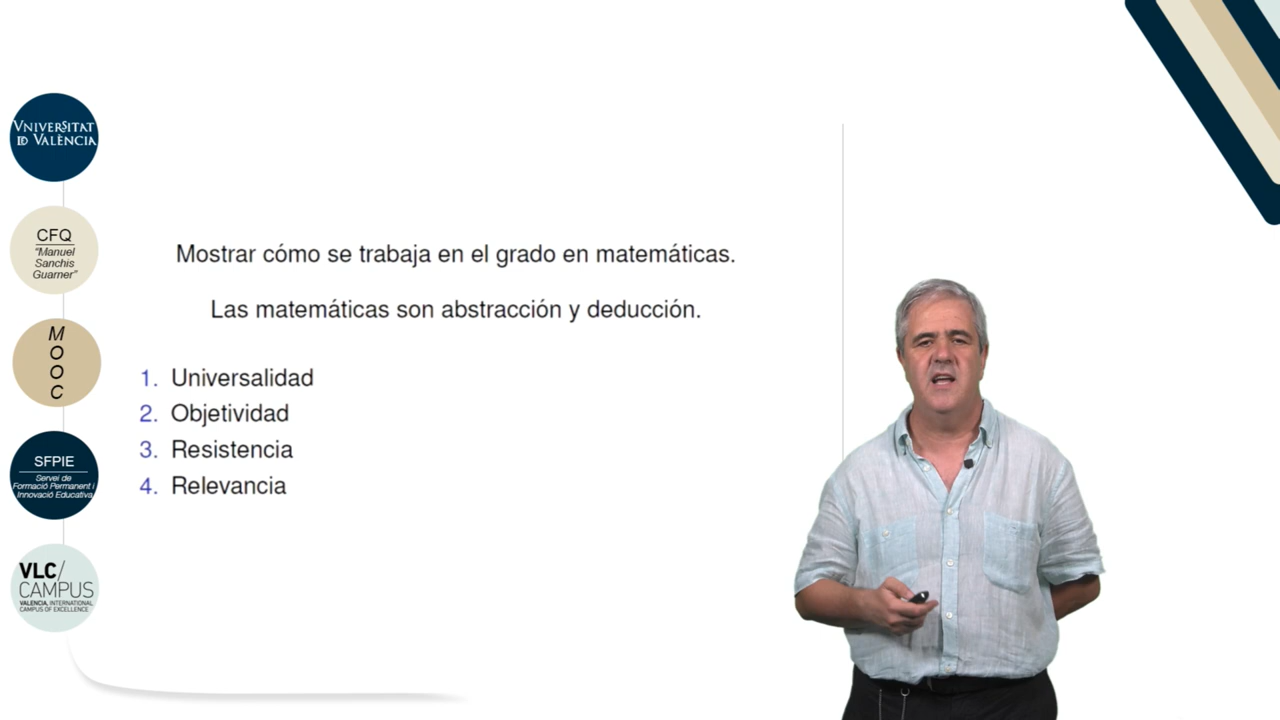 VNIVERSITAT
ID VALÈNCIA
CFQ
"Manuel
Sanchis
Guarner"
M
O
O
C
SFPIE
Servei de
Formació Permanent i
Innovació Educativa
VLC/
CAMPUS
VALENCIA, INTERNATIONAL
CAMPUS OF EXCELLENCE
Mostrar cómo se trabaja en el grado en matemáticas.
Las matemáticas son abstracción y deducción.
1. Universalidad
2. Objetividad
3. Resistencia
4. Relevancia